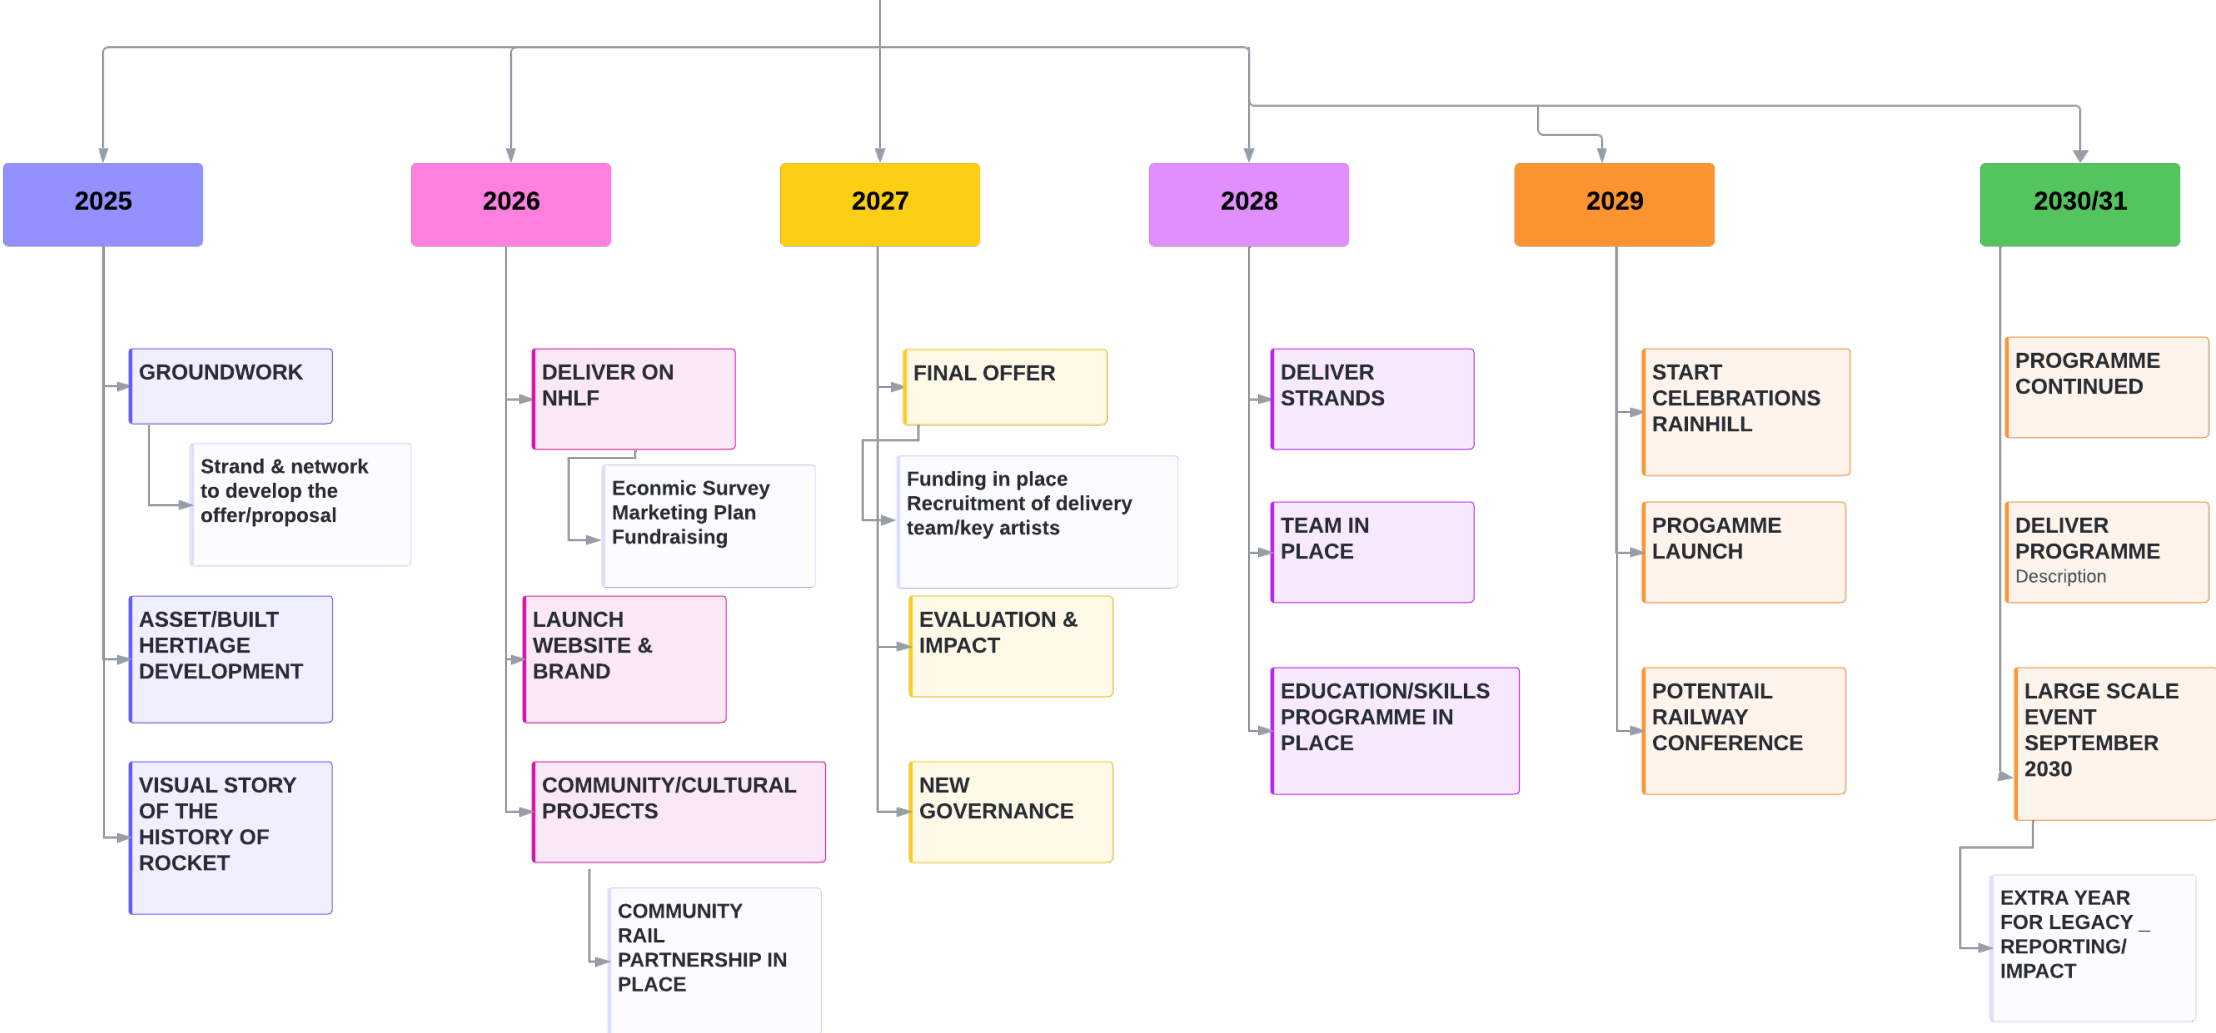 2025
2026
2027
2028
2029
2030/31
GROUNDWORK
Strand & network
to develop the
offer/proposal
ASSET/BUILT
HERTIAGE
DEVELOPMENT
VISUAL STORY
OF THE
HISTORY OF
ROCKET
DELIVER ON
NHLF
Econmic Survey
Marketing Plan
Fundraising
LAUNCH
WEBSITE &
BRAND
COMMUNITY/CULTURAL
PROJECTS
COMMUNITY
RAIL
PARTNERSHIP IN
PLACE
FINAL OFFER
Funding in place
Recruitment of delivery
team/key artists
EVALUATION &
IMPACT
NEW
GOVERNANCE
DELIVER
STRANDS
TEAM IN
PLACE
EDUCATION/SKILLS
PROGRAMME IN
PLACE
START
CELEBRATIONS
RAINHILL
PROGAMME
LAUNCH
POTENTAIL
RAILWAY
CONFERENCE
PROGRAMME
CONTINUED
DELIVER
PROGRAMME
Description
LARGE SCALE
EVENT
SEPTEMBER
2030
EXTRA YEAR
FOR LEGACY _
REPORTING/
IMPACT